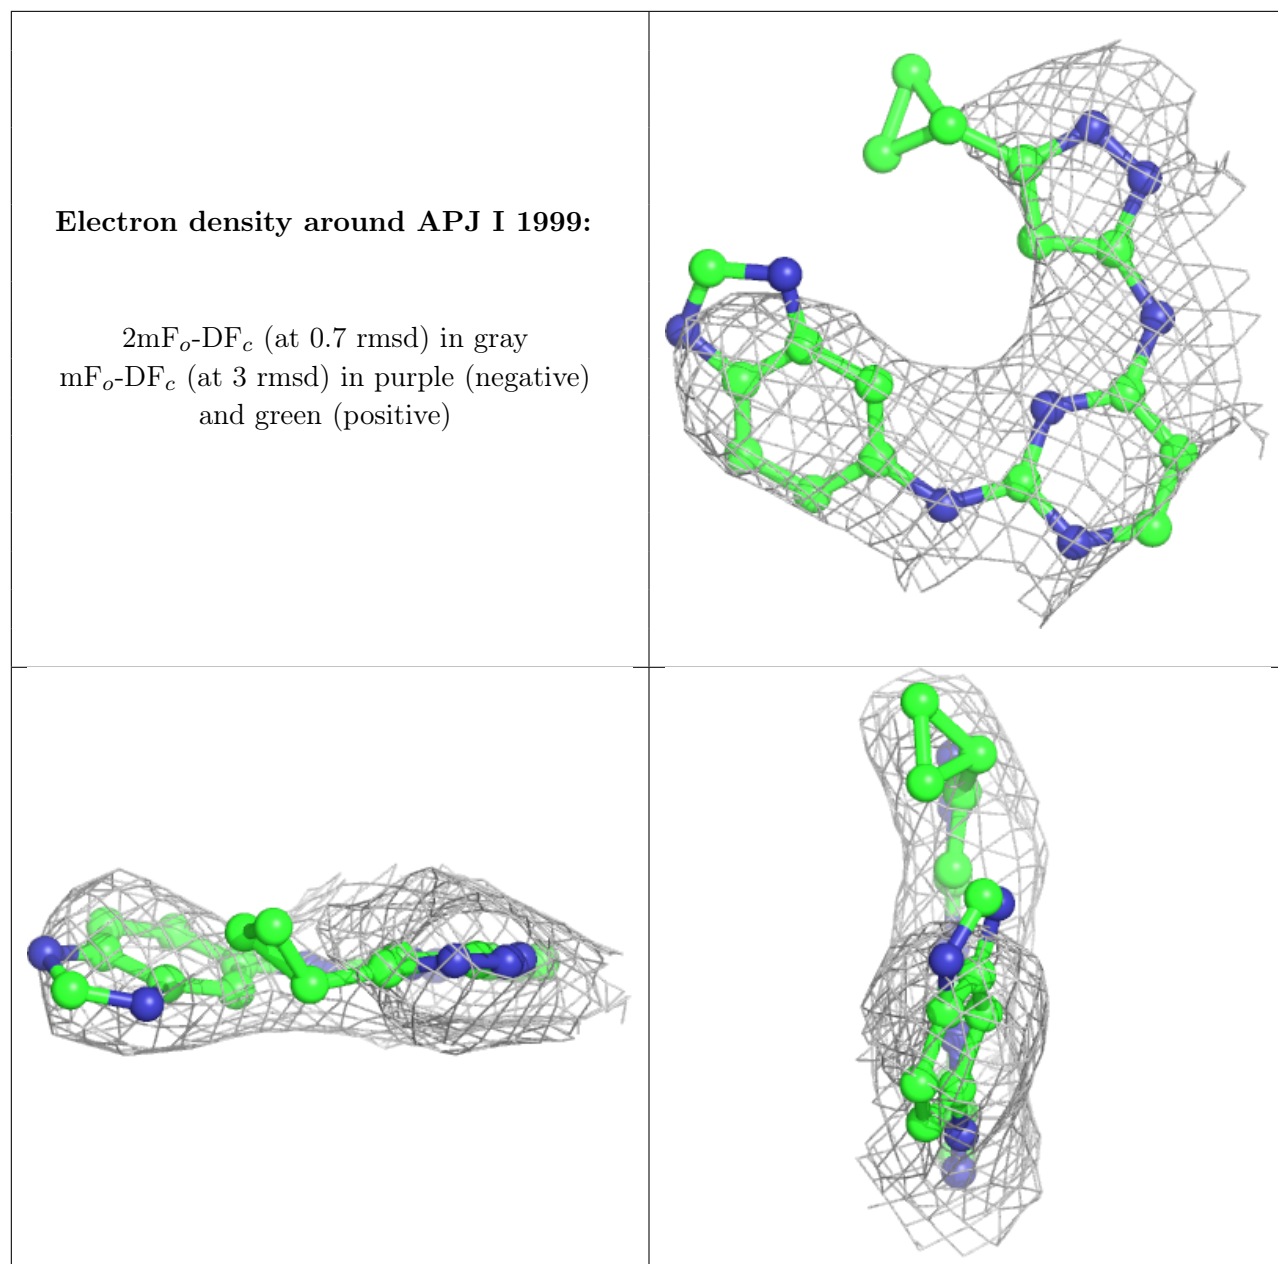 Electron density around APJ I 1999:
2mFo-DFc (at 0.7 rmsd) in gray
mFo-DFc (at 3 rmsd) in purple (negative)
and green (positive)